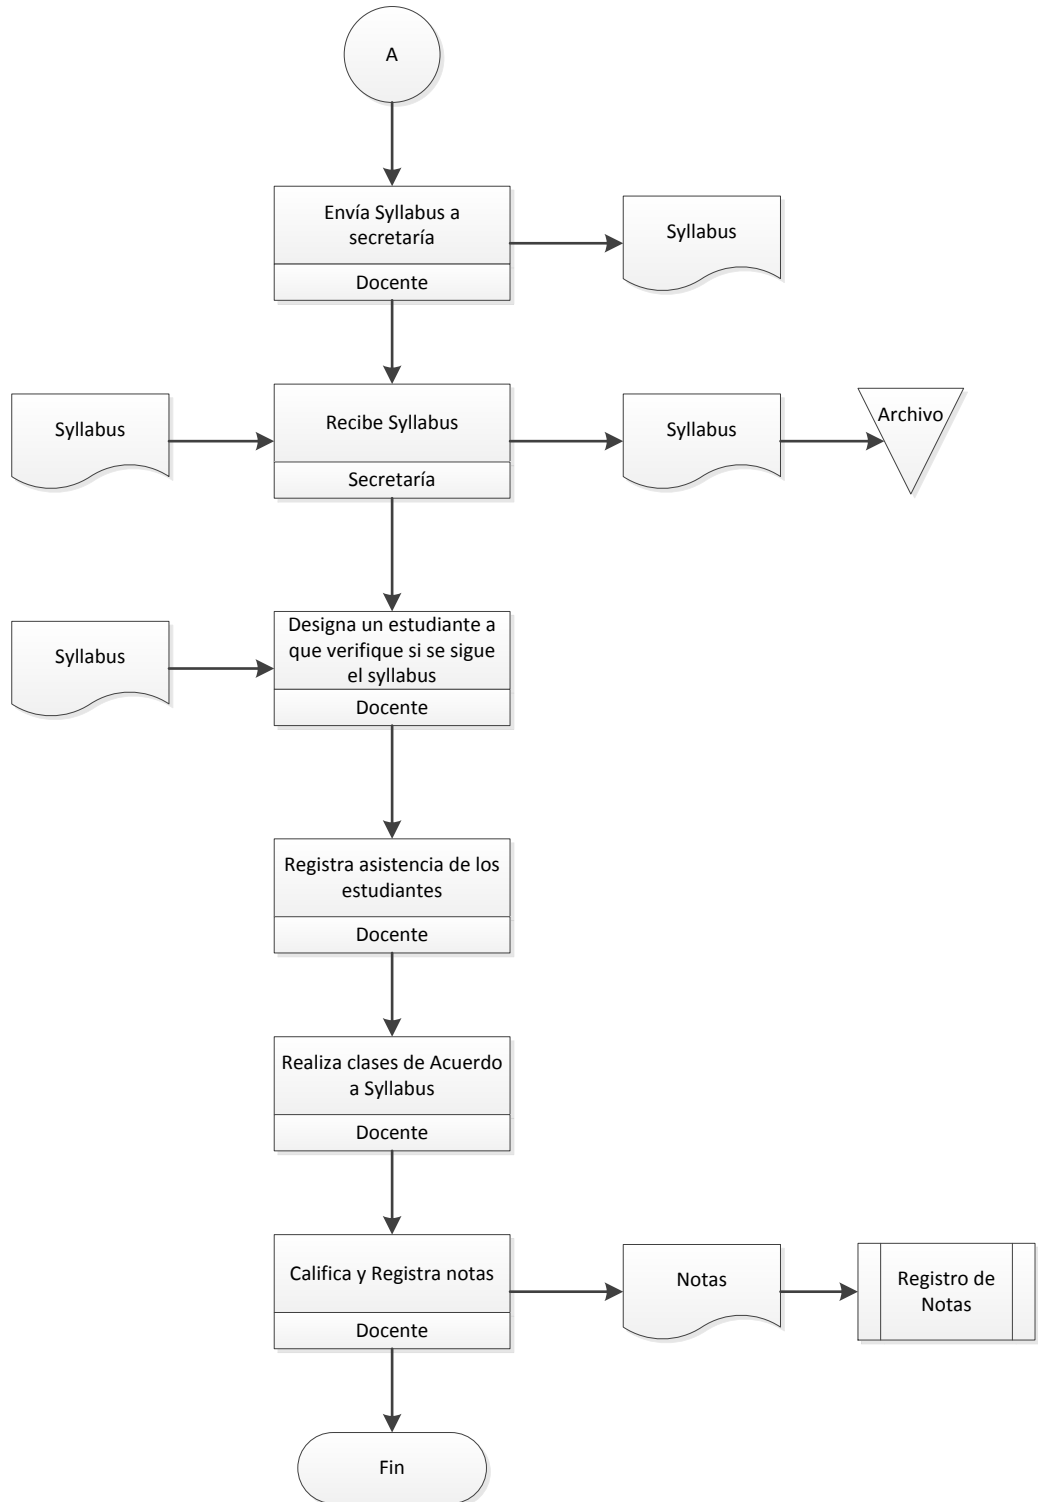 A
Envía Syllabus a
secretaría
Docente
Syllabus
Syllabus
Recibe Syllabus
Secretaría
Syllabus
Archivo
Syllabus
Designa un estudiante a
que verifique si se sigue
el syllabus
Docente
Registra asistencia de los
estudiantes
Docente
Realiza clases de Acuerdo
a Syllabus
Docente
Califica y Registra notas
Docente
Notas
Registro de
Notas
Fin